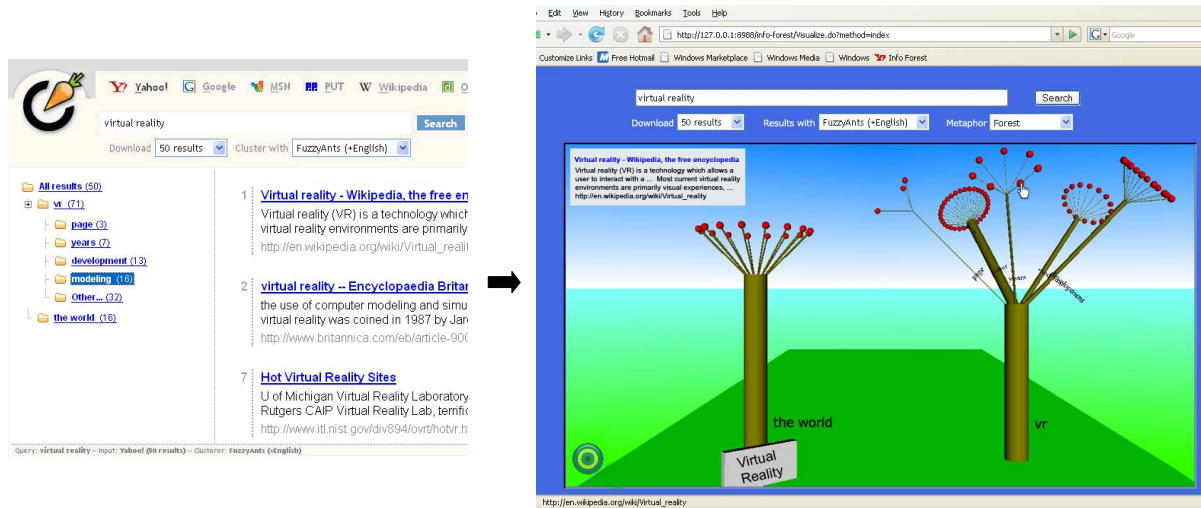 Yahoo! Google MSN PUT Wikipedia O
virtual reality Search
Download 50 results Cluster with FuzzyAnts (+English)
All results (50)
vr (71)
page (3)
years (7)
development (13)
modeling (16)
Other... (32)
the world (16)
1 Virtual reality - Wikipedia, the free en
Virtual reality (VR) is a technology which
virtual reality environments are primarily
http://en.wikipedia.org/wiki/Virtual_realit
2 virtual reality -- Encyclopaedia Britan
the use of computer modeling and simu
virtual reality was coined in 1987 by Jaro
http://www.britannica.com/eb/article-900
7 Hot Virtual Reality Sites
U of Michigan Virtual Reality Laboratory
Rutgers CAIP Virtual Reality Lab, terrific
http://www.itl.nist.gov/div894/ovrt/hotvr.h
Query: virtual reality -- Input: Yahoo! (50 results) -- Clusterer: FuzzyAnts (+English)
Edit View History Bookmarks Tools Help
http://127.0.0.1:8988/info-forest/Visualize.do?method=index Google
Customize Links Free Hotmail Windows Marketplace Windows Media Windows Info Forest
virtual reality Search
Download 50 results Results with FuzzyAnts (+English) Metaphor Forest
Virtual reality - Wikipedia, the free encyclopedia
Virtual reality (VR) is a technology which allows a
user to interact with a ... Most current virtual reality
environments are primarily visual experiences, ...
http://en.wikipedia.org/wiki/Virtual_reality
page
years
development
the world
vr
Virtual
Reality
http://en.wikipedia.org/wiki/Virtual_reality